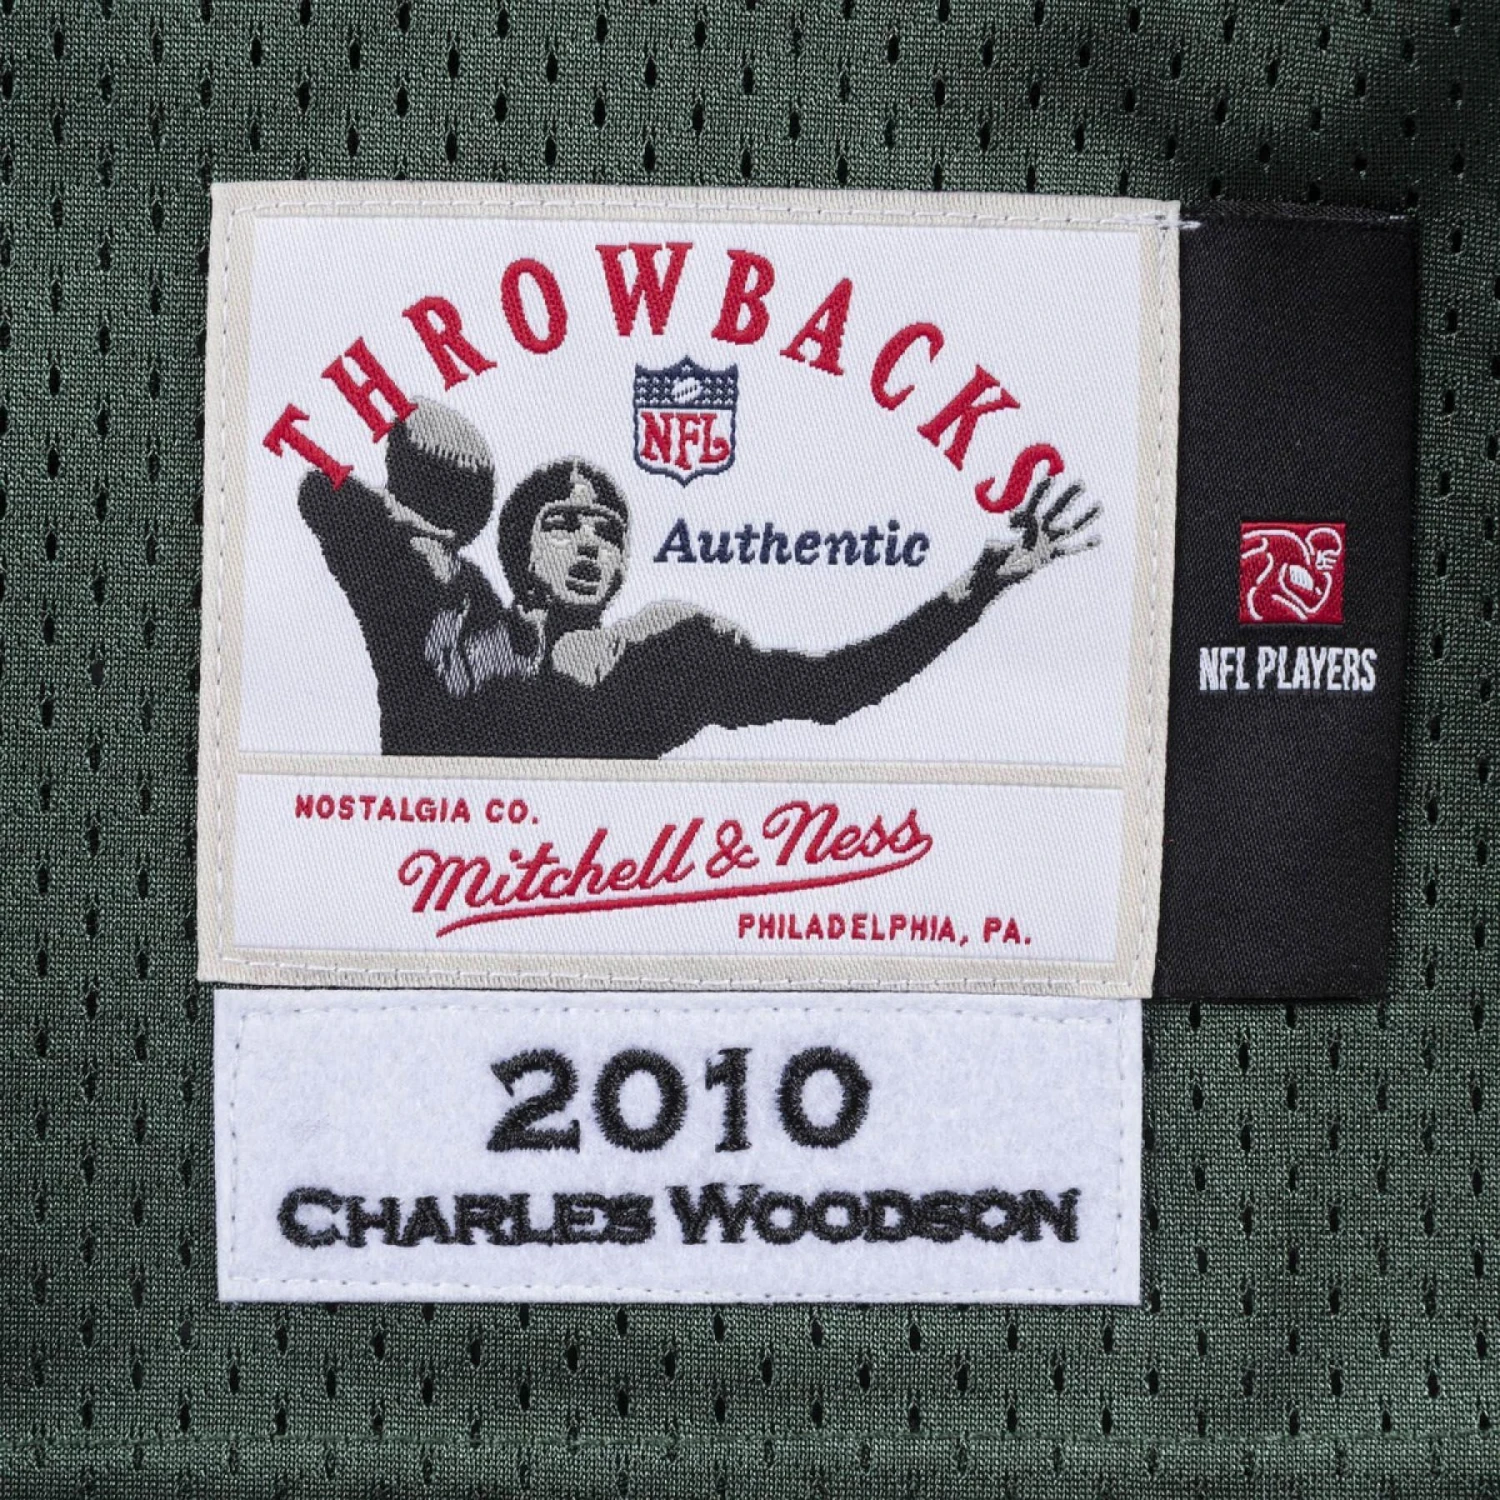 THROWBACKS
NFL
Authentic
NOSTALGIA CO.
Mitchell & Ness
PHILADELPHIA, PA.
NFL PLAYERS
2010
CHARLES WOODSON